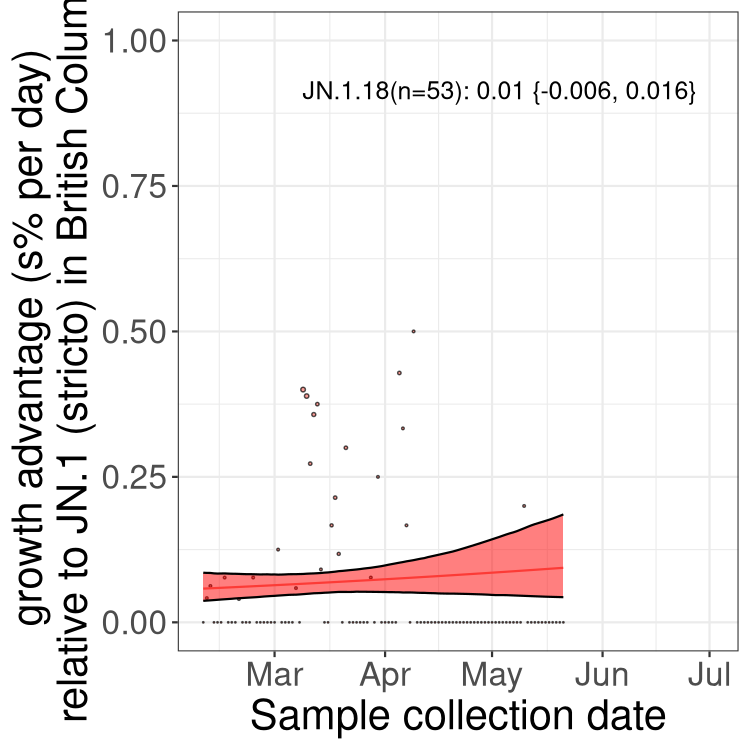 growth advantage (s% per day)
relative to JN.1 (stricto) in British Colum
1.00
JN.1.18(n=53): 0.01 {-0.006, 0.016}
0.75
0.50
0.25
0.00
Mar Apr May Jun Jul
Sample collection date